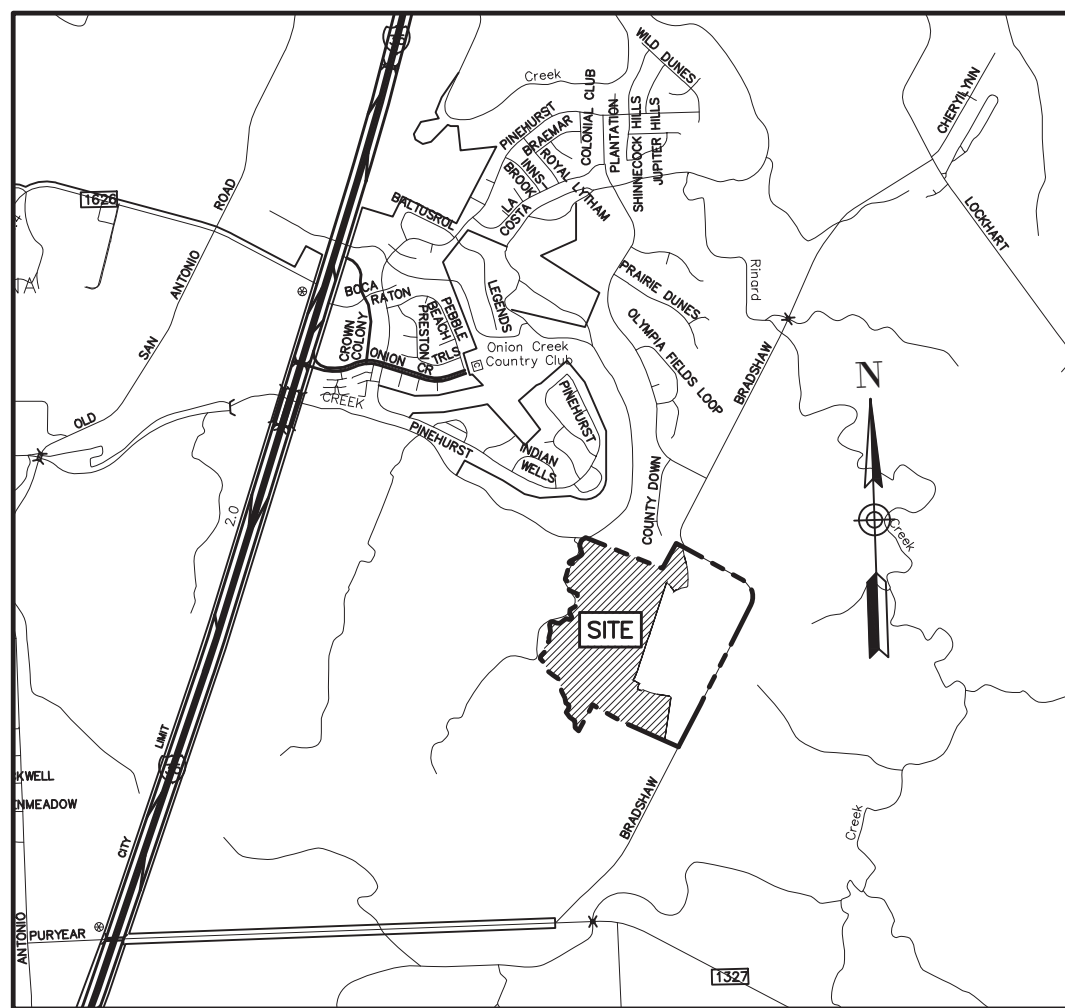 WILD DUNES
Creek
COLONIAL CLUB
PLANTATION
SHINNECOCK HILLS
JUPITER HILLS
CHERYILYNN
PINEHURST
BRAEMAR
INNS
BROOK
ROYAL LYTHAM
LA
COSTA
1626
ROAD
ANTONIO
SAN
OLD
BALTUSROL
LOCKHART
Rinard
BOCA
RATON
LEGENDS
PEBBLE
BEACH
PRESTON
TRLS
CROWN
COLONY
ONION
CR
CREEK
Onion Creek
Country Club
PRAIRIE DUNES
OLYMPIA FIELDS LOOP
BRADSHAW
N
PINEHURST
PINEHURST
INDIAN
WELLS
COUNTY DOWN
2.0
Creek
SITE
LIMIT
CITY
KWELL
ENMEADOW
BRADSHAW
Creek
ANTONIO
PURYEAR
1327